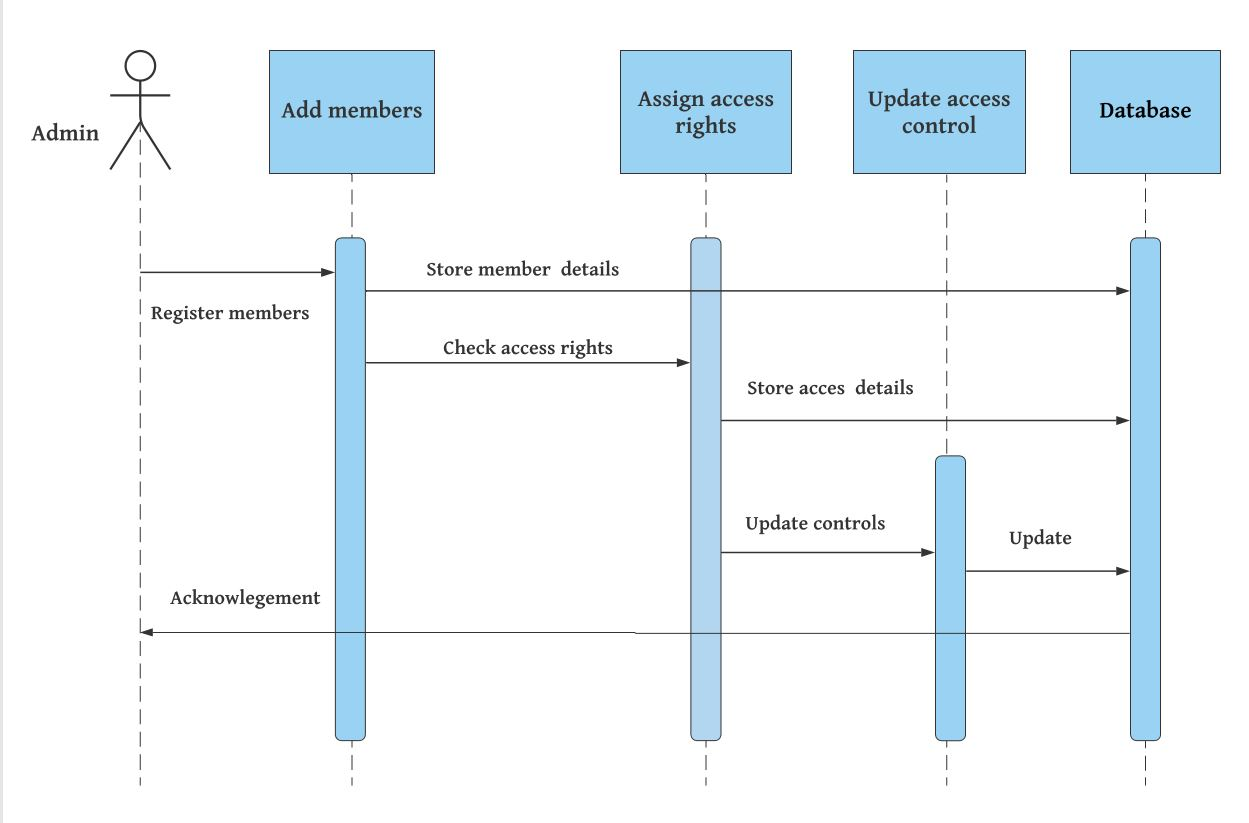 Admin
Add members
Assign access
rights
Update access
control
Database
Store member  details
Register members
Check access rights
Store acces  details
Update controls
Update
Acknowlegement